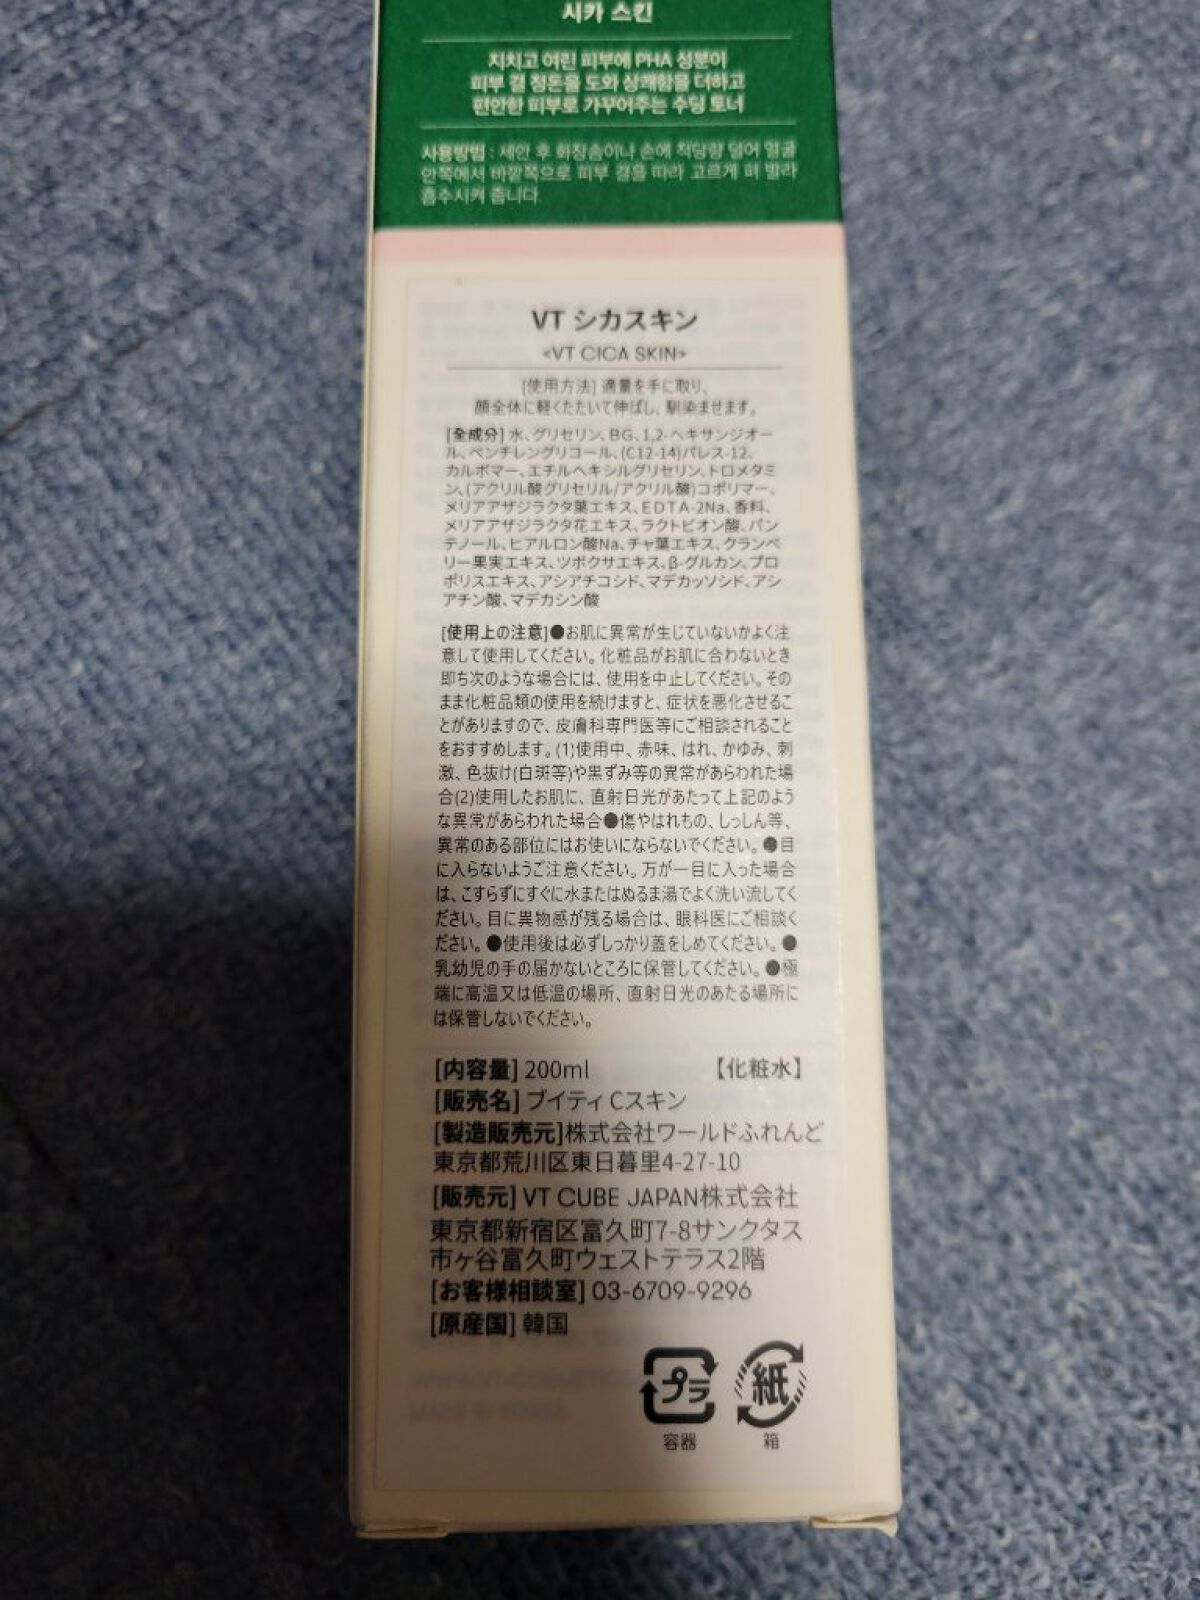 시카 스킨
지치고 여린 피부에 PHA 성분이
피부 결 정돈을 도와 상쾌함을 더하고
편안한 피부로 가꾸어주는 수딩 토너
사용방법 : 세안 후 화장솜이나 손에 적당량 덜어 얼굴
안쪽에서 바깥쪽으로 피부 결을 따라 고르게 펴 발라
흡수시켜 줍니다.
VT シカスキン
<VT CICA SKIN>
[使用方法] 適量を手に取り、
顔全体に軽くたたいて伸ばし、馴染ませます。
[全成分] 水、グリセリン、BG、1,2-ヘキサンジオー
ル、ペンチレングリコール、(C12-14)パレス-12、
カルボマー、エチルヘキシルグリセリン、トロメタミ
ン、(アクリル酸グリセリル/アクリル酸)コポリマー、
メリアアザジラクタ葉エキス、EDTA-2Na、香料、
メリアアザジラクタ花エキス、ラクトビオン酸、パン
テノール、ヒアルロン酸Na、チャ葉エキス、クランベ
リー果実エキス、ツボクサエキス、β-グルカン、プロ
ポリスエキス、アシアチコシド、マデカッソシド、アシ
アチン酸、マデカシン酸
[使用上の注意]●お肌に異常が生じていないかよく注
意して使用してください。化粧品がお肌に合わないとき
即ち次のような場合には、使用を中止してください。その
まま化粧品類の使用を続けますと、症状を悪化させるこ
とがありますので、皮膚科専門医等にご相談されること
をおすすめします。(1)使用中、赤味、はれ、かゆみ、刺
激、色抜け(白斑等)や黒ずみ等の異常があらわれた場
合(2)使用したお肌に、直射日光があたって上記のよう
な異常があらわれた場合●傷やはれもの、しっしん等、
異常のある部位にはお使いにならないでください。●目
に入らないようご注意ください。万が一目に入った場合
は、こすらずにすぐに水またはぬるま湯でよく洗い流してく
ださい。目に異物感が残る場合は、眼科医にご相談く
ださい。●使用後は必ずしっかり蓋をしめてください。●
乳幼児の手の届かないところに保管してください。●極
端に高温又は低温の場所、直射日光のあたる場所に
は保管しないでください。
[内容量] 200ml 【化粧水】
[販売名] ブイティCスキン
[製造販売元]株式会社ワールドふれんど
東京都荒川区東日暮里4-27-10
[販売元] VT CUBE JAPAN株式会社
東京都新宿区富久町7-8サンクタス
市ヶ谷富久町ウェストテラス2階
[お客様相談室] 03-6709-9296
[原産国] 韓国
プラ 紙
容器 箱